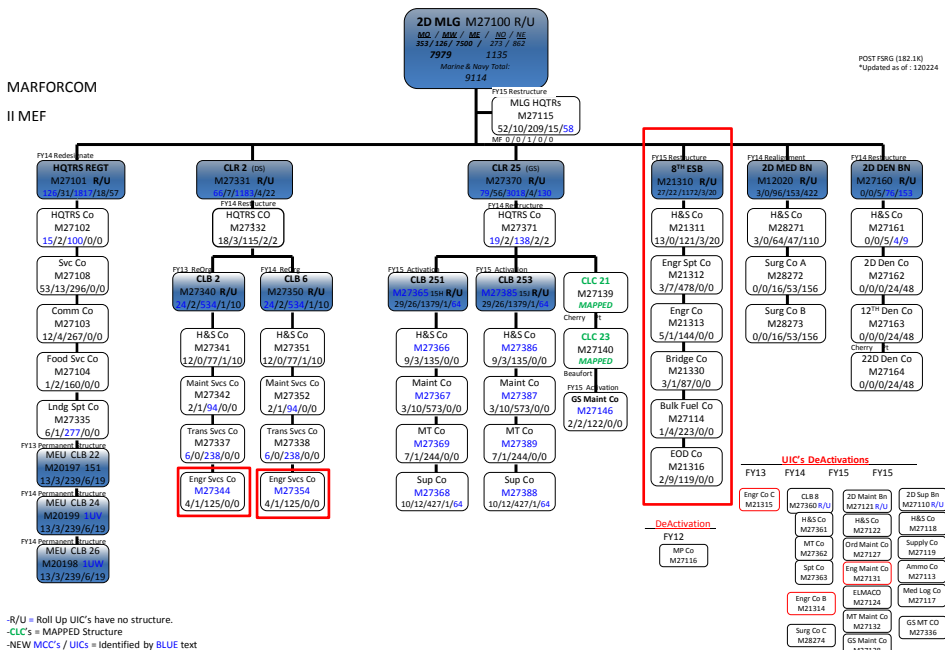 2D MLG M27100 R/U
MO / MW / ME / NO / NE
353/126/ 7500 / 273 / 862
7979 1135
Marine & Navy Total:
9114
POST FSRG (182.1K)
*Updated as of : 120224
MARFORCOM
II MEF
FY15 Restructure
MLG HQTRs
M27115
52/10/209/15/58
MF 0 / 0 / 1 / 0 / 0
FY14 Redesignate
HQTRS REGT
M27101 R/U
126/31/1817/18/57
HQTRS Co
M27102
15/2/100/0/0
Svc Co
M27108
53/13/296/0/0
Comm Co
M27103
12/4/267/0/0
Food Svc Co
M27104
1/2/160/0/0
Lndg Spt Co
M27335
6/1/277/0/0
FY13 Permanent Structure
MEU CLB 22
M20197 151
13/3/239/6/19
FY14 Permanent Structure
MEU CLB 24
M20199 1UV
13/3/239/6/19
FY14 Permanent Structure
MEU CLB 26
M20198 1UW
13/3/239/6/19
CLR 2 (DS)
M27331 R/U
66/7/1183/4/22
FY14 Restructure
HQTRS CO
M27332
18/3/115/2/2
FY13 ReOrg
CLB 2
M27340 R/U
24/2/534/1/10
H&S Co
M27341
12/0/77/1/10
Maint Svcs Co
M27342
2/1/94/0/0
Trans Svcs Co
M27337
6/0/238/0/0
Engr Svcs Co
M27344
4/1/125/0/0
FY14 ReOrg
CLB 6
M27350 R/U
24/2/534/1/10
H&S Co
M27351
12/0/77/1/10
Maint Svcs Co
M27352
2/1/94/0/0
Trans Svcs Co
M27338
6/0/238/0/0
Engr Svcs Co
M27354
4/1/125/0/0
CLR 25 (GS)
M27370 R/U
79/56/3018/4/130
FY14 Restructure
HQTRS Co
M27371
19/2/138/2/2
FY15 Activation
CLB 251
M27365 15H R/U
29/26/1379/1/64
H&S Co
M27366
9/3/135/0/0
Maint Co
M27367
3/10/573/0/0
MT Co
M27369
7/1/244/0/0
Sup Co
M27368
10/12/427/1/64
FY15 Activation
CLB 253
M27385 15J R/U
29/26/1379/1/64
H&S Co
M27386
9/3/135/0/0
Maint Co
M27387
3/10/573/0/0
MT Co
M27389
7/1/244/0/0
Sup Co
M27388
10/12/427/1/64
CLC 21
M27139
MAPPED
Cherry Pt
CLC 23
M27140
MAPPED
Beaufort
FY15 Activation
GS Maint Co
M27146
2/2/122/0/0
FY15 Restructure
8TH ESB
M21310 R/U
27/22/1172/3/20
H&S Co
M21311
13/0/121/3/20
Engr Spt Co
M21312
3/7/478/0/0
Engr Co
M21313
5/1/144/0/0
Bridge Co
M21330
3/1/87/0/0
Bulk Fuel Co
M27114
1/4/223/0/0
EOD Co
M21316
2/9/119/0/0
FY14 Realignment
2D MED BN
M12020 R/U
3/0/96/153/422
H&S Co
M28271
3/0/64/47/110
Surg Co A
M28272
0/0/16/53/156
Surg Co B
M28273
0/0/16/53/156
FY14 Restructure
2D DEN BN
M27160 R/U
0/0/5/76/153
H&S Co
M27161
0/0/5/4/9
2D Den Co
M27162
0/0/0/24/48
12TH Den Co
M27163
0/0/0/24/48
Cherry Pt
22D Den Co
M27164
0/0/0/24/48
DeActivation
FY12
MP Co
M27116
UIC's DeActivations
FY13 FY14 FY15 FY15
Engr Co C
M21315
CLB 8
M27360 R/U
H&S Co
M27361
MT Co
M27362
Spt Co
M27363
Engr Co B
M21314
Surg Co C
M28274
2D Maint Bn
M27121 R/U
H&S Co
M27122
Ord Maint Co
M27127
Eng Maint Co
M27131
ELMACO
M27124
MT Maint Co
M27132
GS Maint Co
2D Sup Bn
M27110 R/U
H&S Co
M27118
Supply Co
M27119
Ammo Co
M27113
Med Log Co
M27117
GS MT CO
M27336
-R/U = Roll Up UIC's have no structure.
-CLC's = MAPPED Structure
-NEW MCC's / UICs = Identified by BLUE text